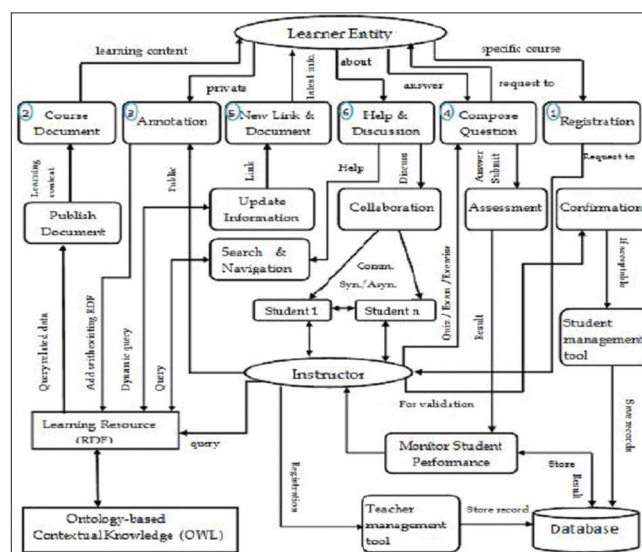 Learner Entity
learning content
private
latest link
about
answer
request to
specific course
2 Course
Document
3 Annotation
5 New Link &
Document
6 Help &
Discussion
4 Compose
Question
1 Registration
Learning
context
Public
Link
Help
Discuss
Answer
Submit
Request to
Publish
Document
Update
Information
Collaboration
Assessment
Confirmation
Search &
Navigation
Comm.
Syn./Asyn.
Quiz / Exam /Exercise
If acceptable
Student 1
Student n
Student
management
tool
Query related data
Add with existing RDF
Dynamic query
Query
Result
Instructor
For validation
Save records
Learning Resource
(RDF)
query
Monitor Student
Performance
Registration
Store
Result
Ontology-based
Contextual Knowledge (OWL)
Teacher
management
tool
Store record
Database